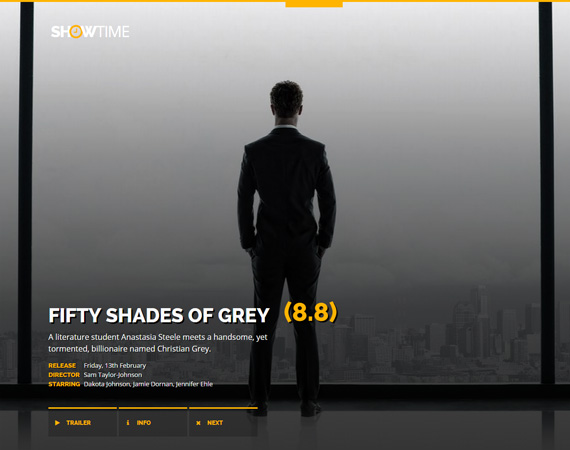 SHOWTIME
FIFTY SHADES OF GREY (8.8)
A literature student Anastasia Steele meets a handsome, yet
tormented, billionaire named Christian Grey.
RELEASE Friday, 13th February
DIRECTOR Sam Taylor-Johnson
STARRING Dakota Johnson, Jamie Dornan, Jennifer Ehle
TRAILER INFO NEXT